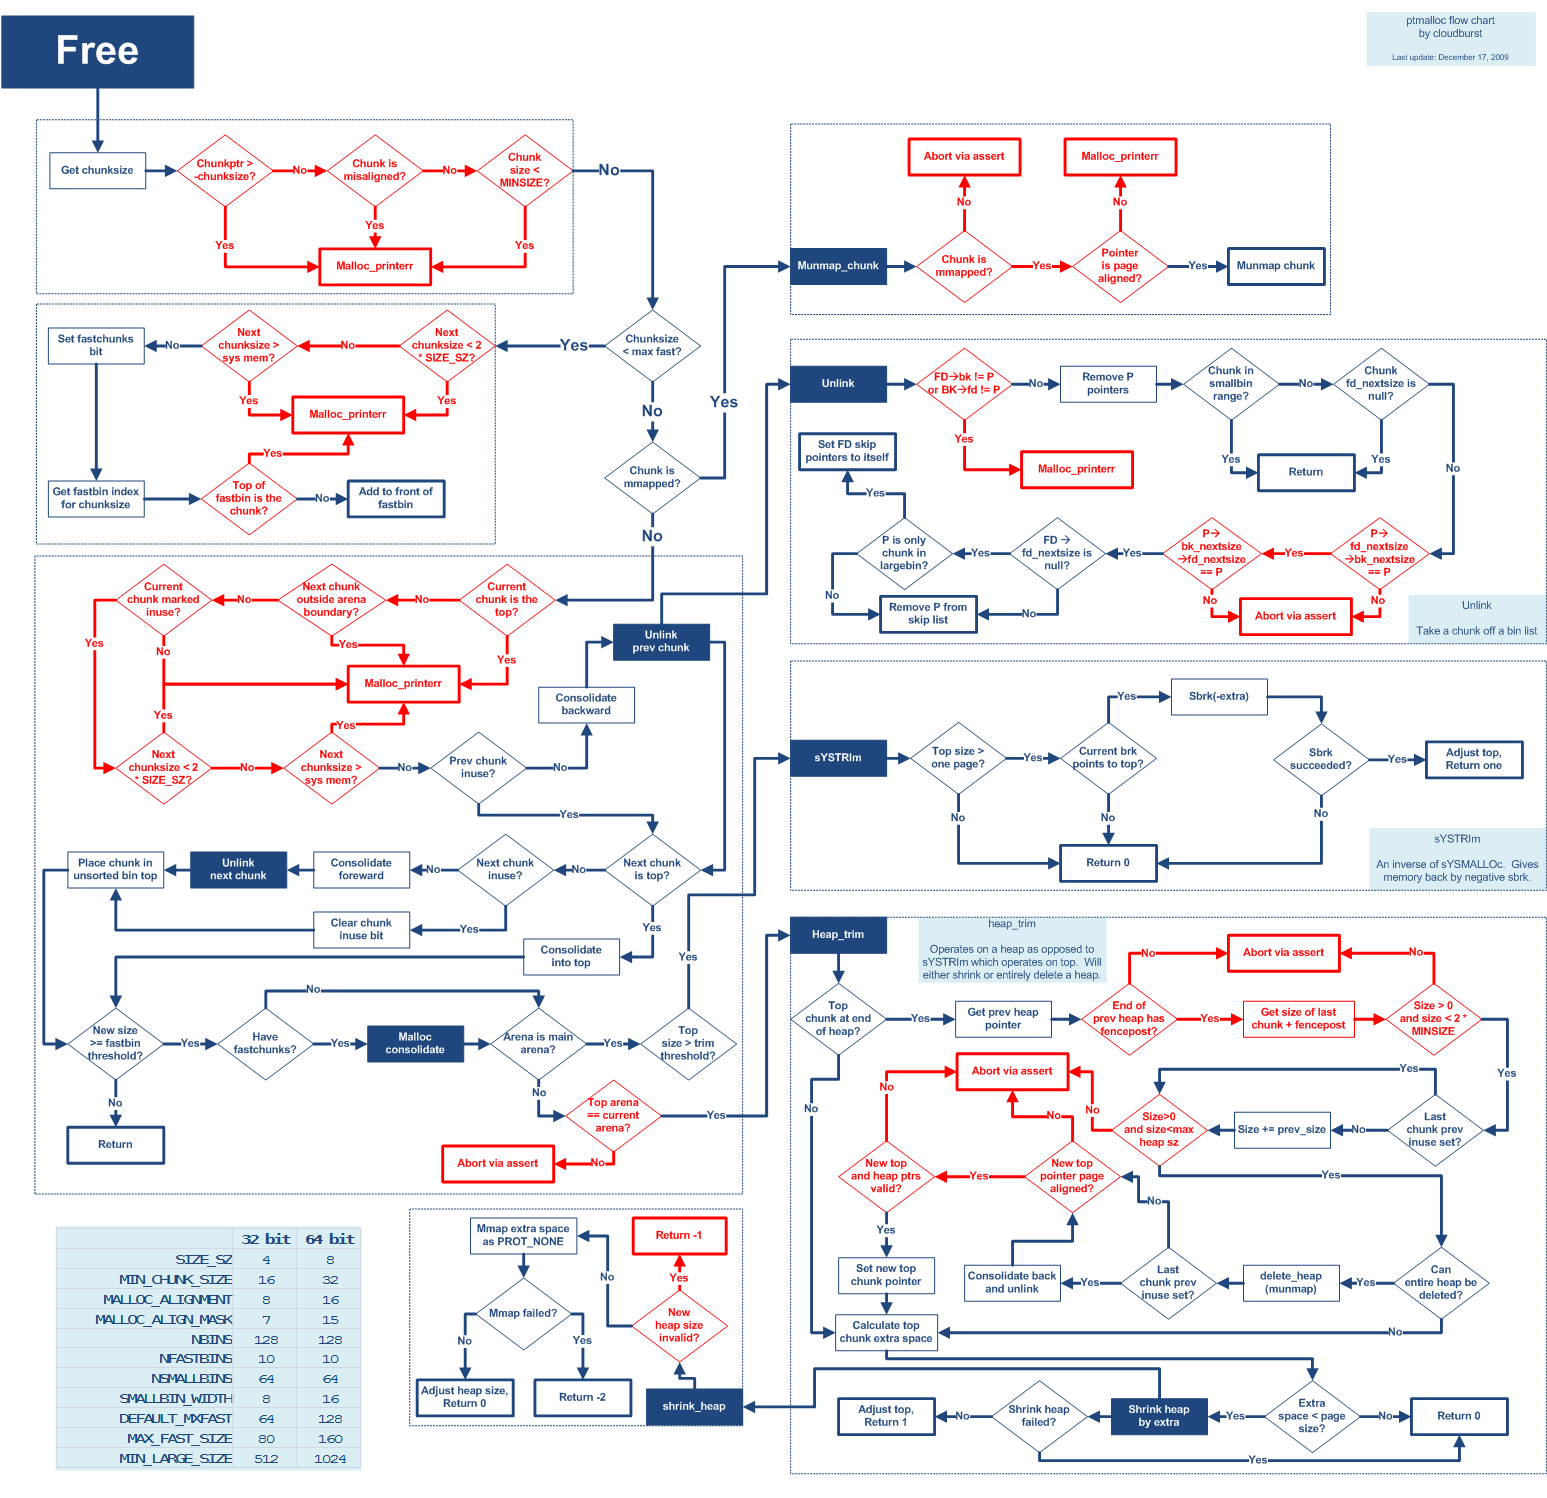 Free
ptmalloc flow chart
by cloudburst
Last update: December 17, 2009
Get chunksize
Chunkptr >
-chunksize?
No
Chunk is
misaligned?
No
Chunk
size <
MINSIZE?
No
Yes
Yes
Yes
Malloc_printerr
Set fastchunks
bit
No
Next
chunksize >
sys mem?
No
Next
chunksize < 2
* SIZE_SZ?
Yes
Chunksize
< max fast?
Yes
Yes
Malloc_printerr
Yes
Get fastbin index
for chunksize
Top of
fastbin is the
chunk?
No
Add to front of
fastbin
No
Chunk is
mmapped?
Yes
No
Abort via assert
Malloc_printerr
No
No
Munmap_chunk
Chunk is
mmapped?
Yes
Pointer
is page
aligned?
Yes
Munmap chunk
Unlink
FD→bk != P
or BK→fd != P
No
Remove P
pointers
Chunk in
smallbin
range?
No
Chunk
fd_nextsize is
null?
Yes
Yes
Yes
No
Set FD skip
pointers to itself
Malloc_printerr
Return
Yes
P is only
chunk in
largebin?
Yes
FD →
fd_nextsize is
null?
Yes
P→
bk_nextsize
→fd_nextsize
== P
Yes
P→
fd_nextsize
→bk_nextsize
== P
No
No
No
No
Remove P from
skip list
Abort via assert
Unlink
Take a chunk off a bin list
Current
chunk marked
inuse?
No
Next chunk
outside arena
boundary?
No
Current
chunk is the
top?
Yes
No
Yes
Yes
Unlink
prev chunk
Malloc_printerr
Consolidate
backward
Yes
Yes
Next
chunksize < 2
* SIZE_SZ?
No
Next
chunksize >
sys mem?
No
Prev chunk
inuse?
No
Yes
Place chunk in
unsorted bin top
Unlink
next chunk
Consolidate
foreward
No
Next chunk
inuse?
No
Next chunk
is top?
Clear chunk
inuse bit
Yes
Yes
Consolidate
into top
Yes
No
New size
>= fastbin
threshold?
Yes
Have
fastchunks?
Yes
Malloc
consolidate
Arena is main
arena?
Yes
Top
size > trim
threshold?
No
No
Top arena
== current
arena?
Yes
Return
Abort via assert
No
sYSTRIm
Top size >
one page?
Yes
Current brk
points to top?
Yes
Sbrk(-extra)
Sbrk
succeeded?
Yes
Adjust top,
Return one
No
No
No
Return 0
sYSTRIm
An inverse of sYSMALLOc. Gives
memory back by negative sbrk.
Heap_trim
heap_trim
Operates on a heap as opposed to
sYSTRIm which operates on top. Will
either shrink or entirely delete a heap.
No
Abort via assert
No
Top
chunk at end
of heap?
Yes
Get prev heap
pointer
End of
prev heap has
fencepost?
Yes
Get size of last
chunk + fencepost
Size > 0
and size < 2 *
MINSIZE
Yes
Yes
No
No
Abort via assert
No
No
Size>0
and size<max
heap sz
Size += prev_size
No
Last
chunk prev
inuse set?
New top
and heap ptrs
valid?
Yes
New top
pointer page
aligned?
Yes
No
Yes
Set new top
chunk pointer
Consolidate back
and unlink
Yes
Last
chunk prev
inuse set?
delete_heap
(munmap)
Yes
Can
entire heap be
deleted?
Calculate top
chunk extra space
No
Adjust top,
Return 1
No
Shrink heap
failed?
Shrink heap
by extra
Yes
Extra
space < page
size?
No
Return 0
Yes
Mmap extra space
as PROT_NONE
Return -1
No
Yes
Mmap failed?
New
heap size
invalid?
No
Yes
Adjust heap size,
Return 0
Return -2
shrink_heap
32 bit 64 bit
SIZE_SZ 4 8
MIN_CHUNK_SIZE 16 32
MALLOC_ALIGNMENT 8 16
MALLOC_ALIGN_MASK 7 15
NBINS 128 128
NFASTBINS 10 10
NSMALLBINS 64 64
SMALLBIN_WIDTH 8 16
DEFAULT_MXFAST 64 128
MAX_FAST_SIZE 80 160
MIN_LARGE_SIZE 512 1024